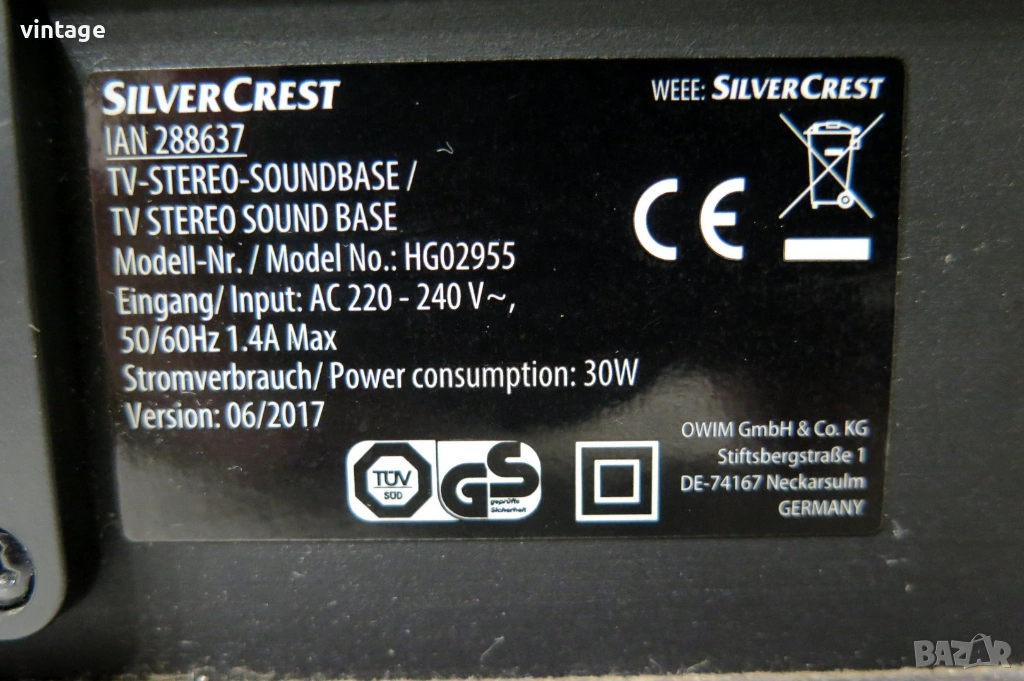 vintage
SILVERCREST
WEEE: SILVERCREST
IAN 288637
TV-STEREO-SOUNDBASE /
TV STEREO SOUND BASE
Modell-Nr. / Model No.: HG02955
Eingang/ Input: AC 220 - 240 V~,
50/60Hz 1.4A Max
Stromverbrauch/ Power consumption: 30W
Version: 06/2017
CE
TÜV
SÜD
GS
geprüfte
Sicherheit
OWIM GmbH & Co. KG
Stiftsbergstraße 1
DE-74167 Neckarsulm
GERMANY
BAZAR